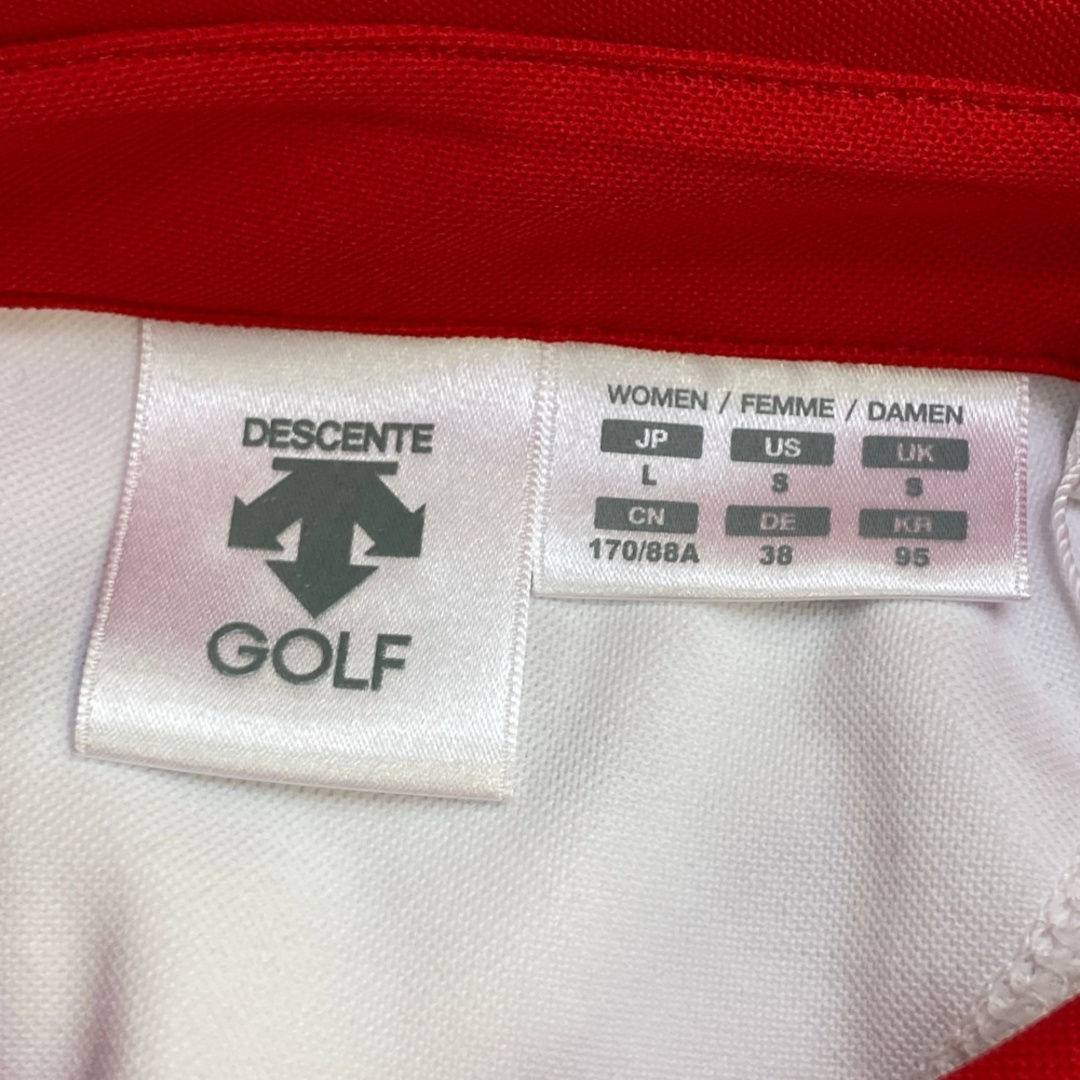 DESCENTE
GOLF
WOMEN / FEMME / DAMEN
JP US UK
L S S
CN DE KR
170/88A 38 95